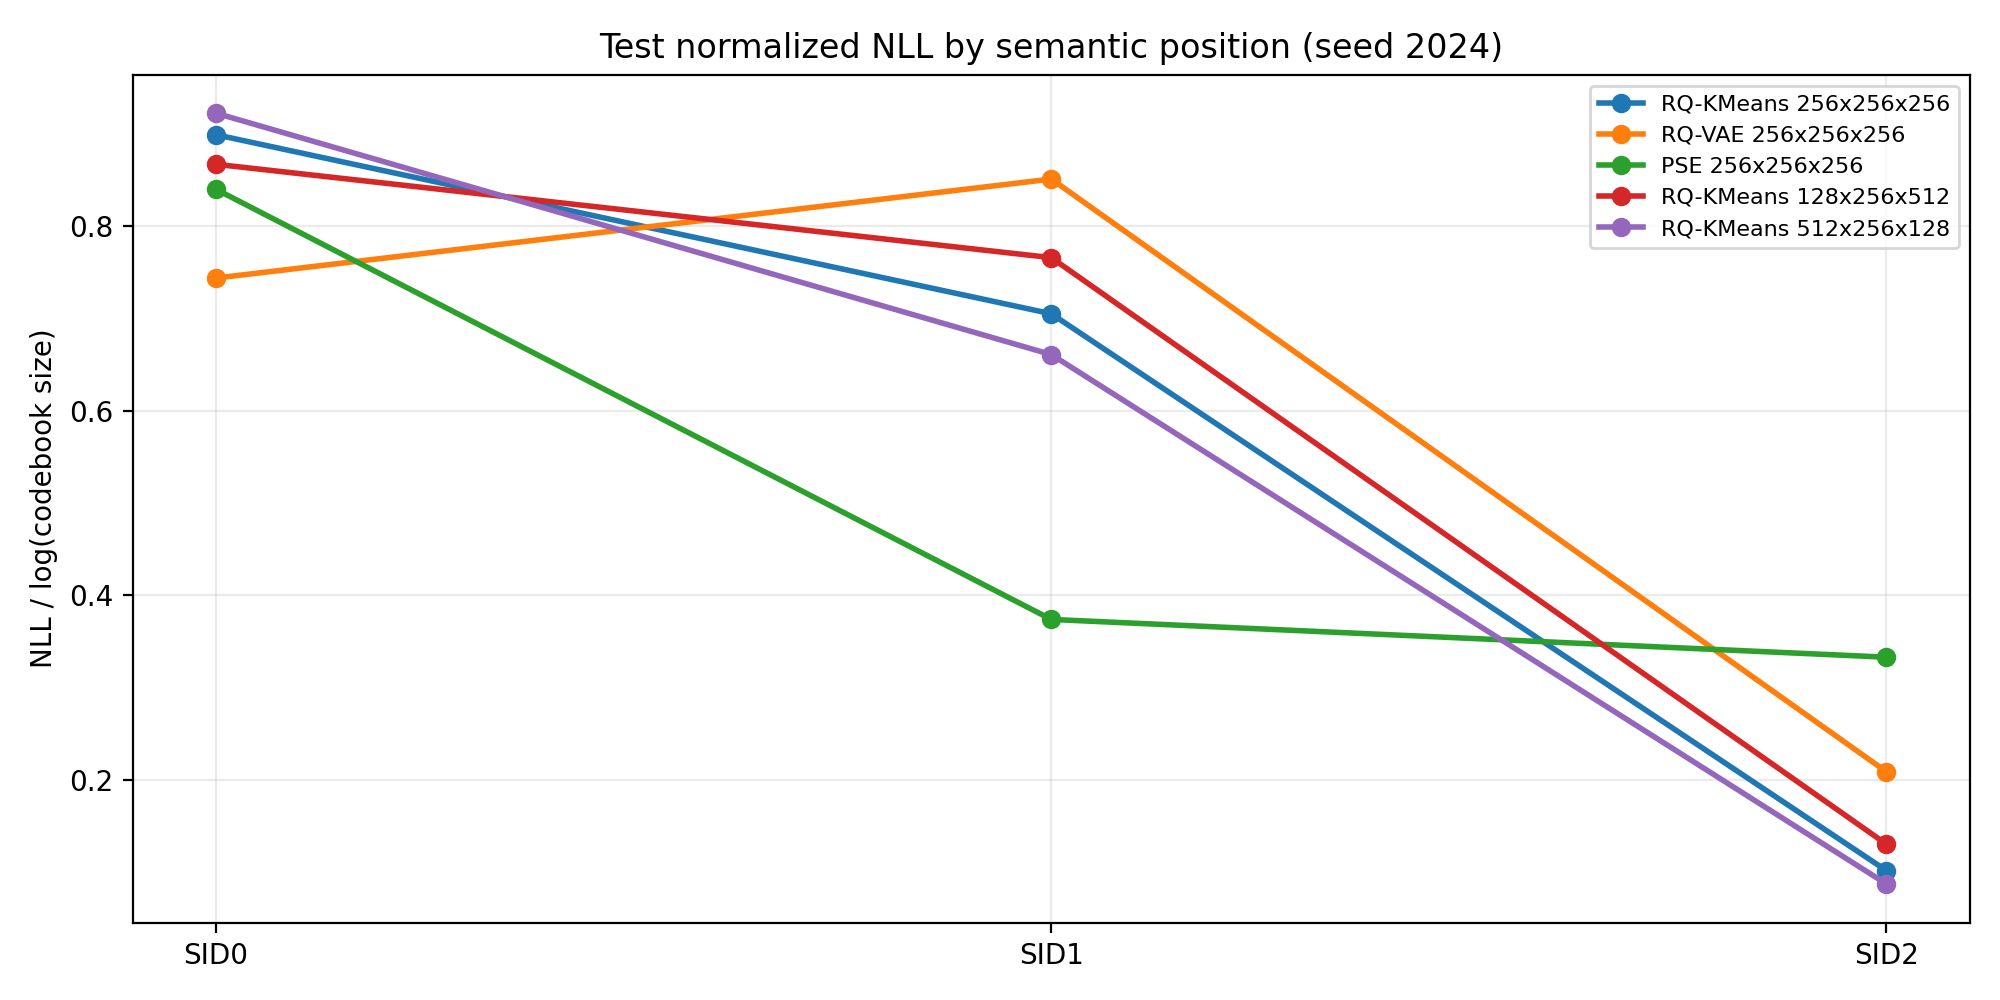 Test normalized NLL by semantic position (seed 2024)
RQ-KMeans 256x256x256
RQ-VAE 256x256x256
PSE 256x256x256
RQ-KMeans 128x256x512
RQ-KMeans 512x256x128
NLL / log(codebook size)
0.8
0.6
0.4
0.2
SID0
SID1
SID2